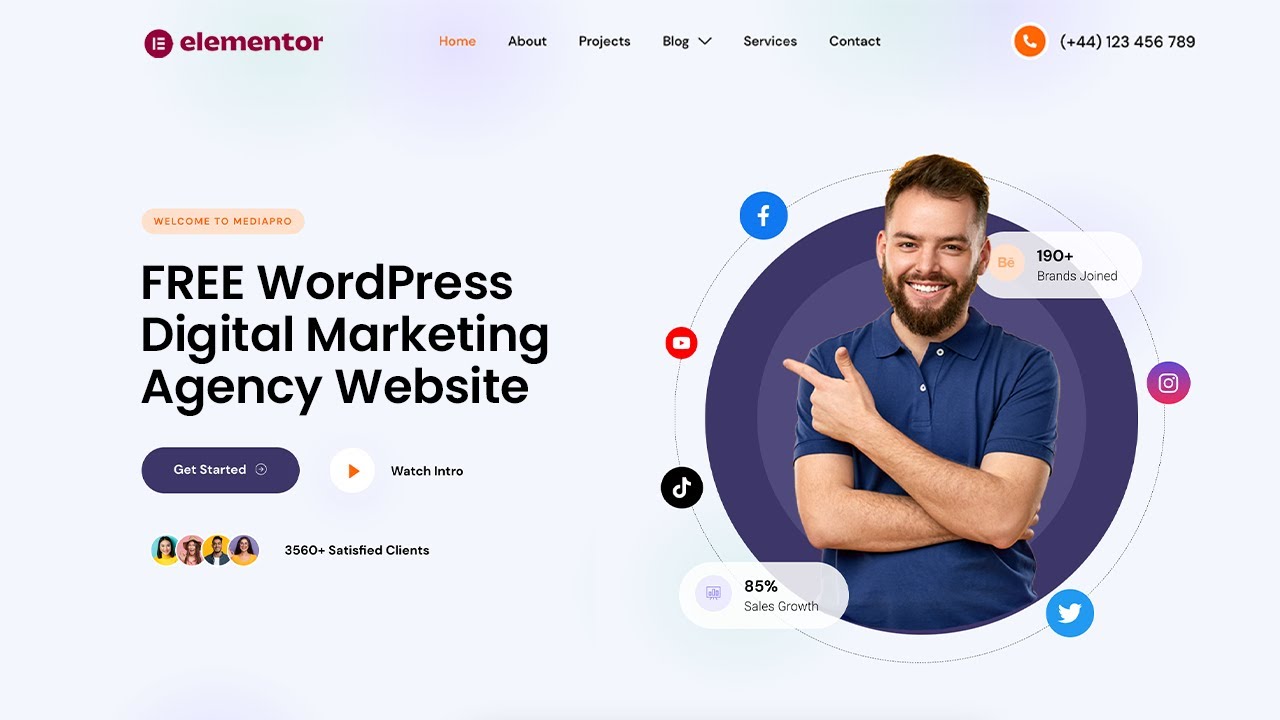 elementor
Home About Projects Blog Services Contact
(+44) 123 456 789
WELCOME TO MEDIAPRO
FREE WordPress
Digital Marketing
Agency Website
Get Started
Watch Intro
3560+ Satisfied Clients
Bē
190+
Brands Joined
85%
Sales Growth